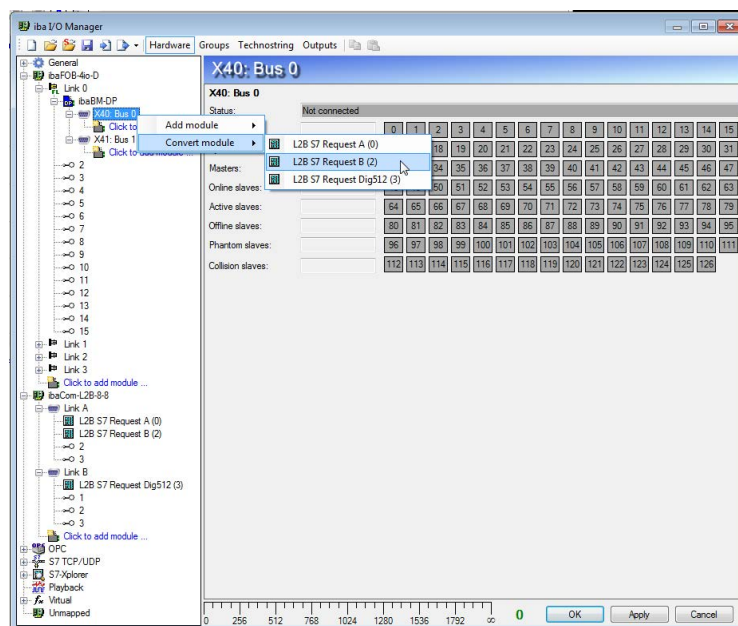 iba I/O Manager
Hardware Groups Technostring Outputs
General
ibaFOB-4io-D
Link 0
ibaBM-DP
X40: Bus 0
Click to
X41: Bus 1
Click to add module ...
2
3
4
5
6
7
8
9
10
11
12
13
14
15
Link 1
Link 2
Link 3
Click to add module ...
ibaCom-L2B-8-8
Link A
L2B S7 Request A (0)
L2B S7 Request B (2)
2
3
Link B
L2B S7 Request Dig512 (3)
1
2
3
Click to add module ...
OPC
S7 TCP/UDP
S7-Xplorer
Playback
Virtual
Unmapped
Add module
Convert module
L2B S7 Request A (0)
L2B S7 Request B (2)
L2B S7 Request Dig512 (3)
X40: Bus 0
X40: Bus 0
Status: Not connected
0 1 2 3 4 5 6 7 8 9 10 11 12 13 14 15
18 19 20 21 22 23 24 25 26 27 28 29 30 31
Masters: 34 35 36 37 38 39 40 41 42 43 44 45 46 47
Online slaves: 50 51 52 53 54 55 56 57 58 59 60 61 62 63
Active slaves: 64 65 66 67 68 69 70 71 72 73 74 75 76 77 78 79
Offline slaves: 80 81 82 83 84 85 86 87 88 89 90 91 92 93 94 95
Phantom slaves: 96 97 98 99 100 101 102 103 104 105 106 107 108 109 110 111
Collision slaves: 112 113 114 115 116 117 118 119 120 121 122 123 124 125 126
0 256 512 768 1024 1280 1536 1792 ∞ 0 OK Apply Cancel